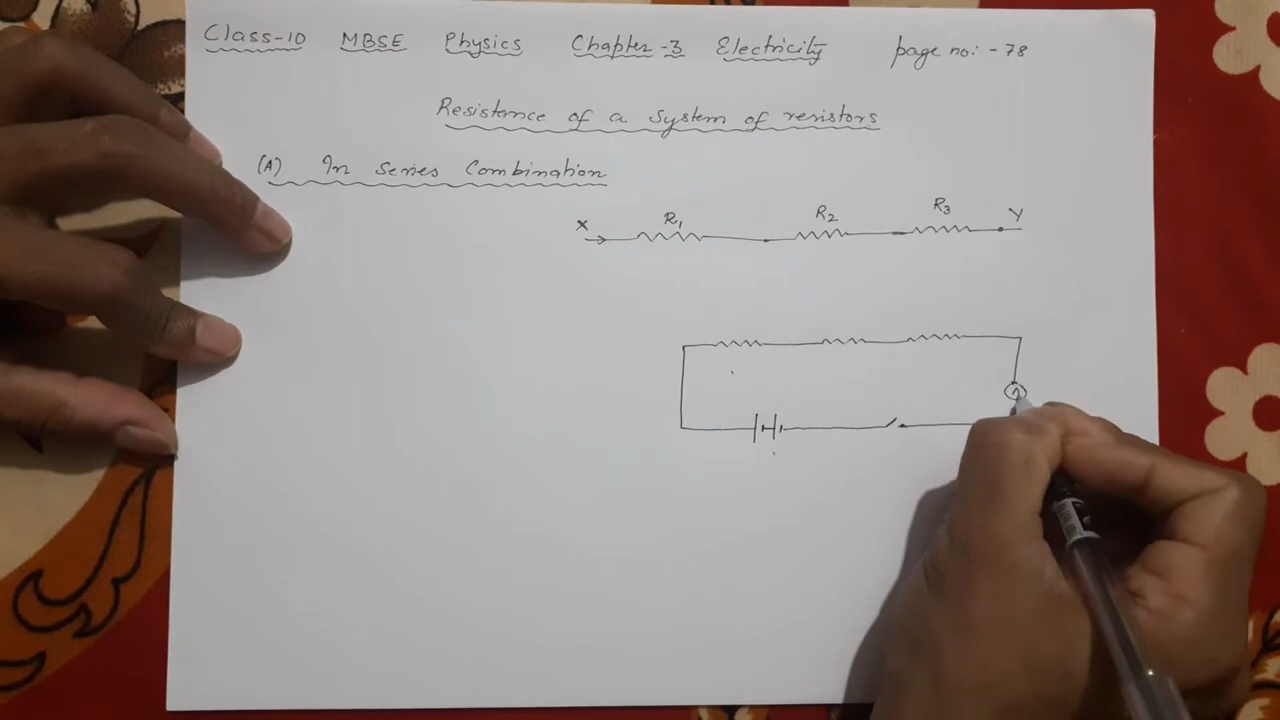 Class-10 MBSE Physics Chapter-3 Electricity page no:-78
Resistance of a system of resistors
(A) In series Combination
X R1 R2 R3 Y